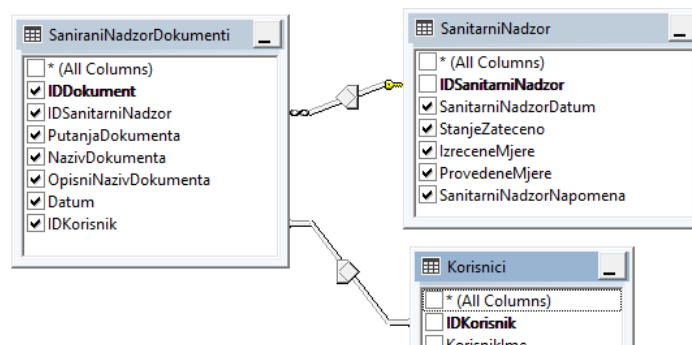 SaniraniNadzorDokumenti
* (All Columns)
IDDokument
IDSanitarniNadzor
PutanjaDokumenta
NazivDokumenta
OpisniNazivDokumenta
Datum
IDKorisnik
SanitarniNadzor
* (All Columns)
IDSanitarniNadzor
SanitarniNadzorDatum
StanjeZateceno
IzreceneMjere
ProvedeneMjere
SanitarniNadzorNapomena
Korisnici
* (All Columns)
IDKorisnik
KorisnikIme